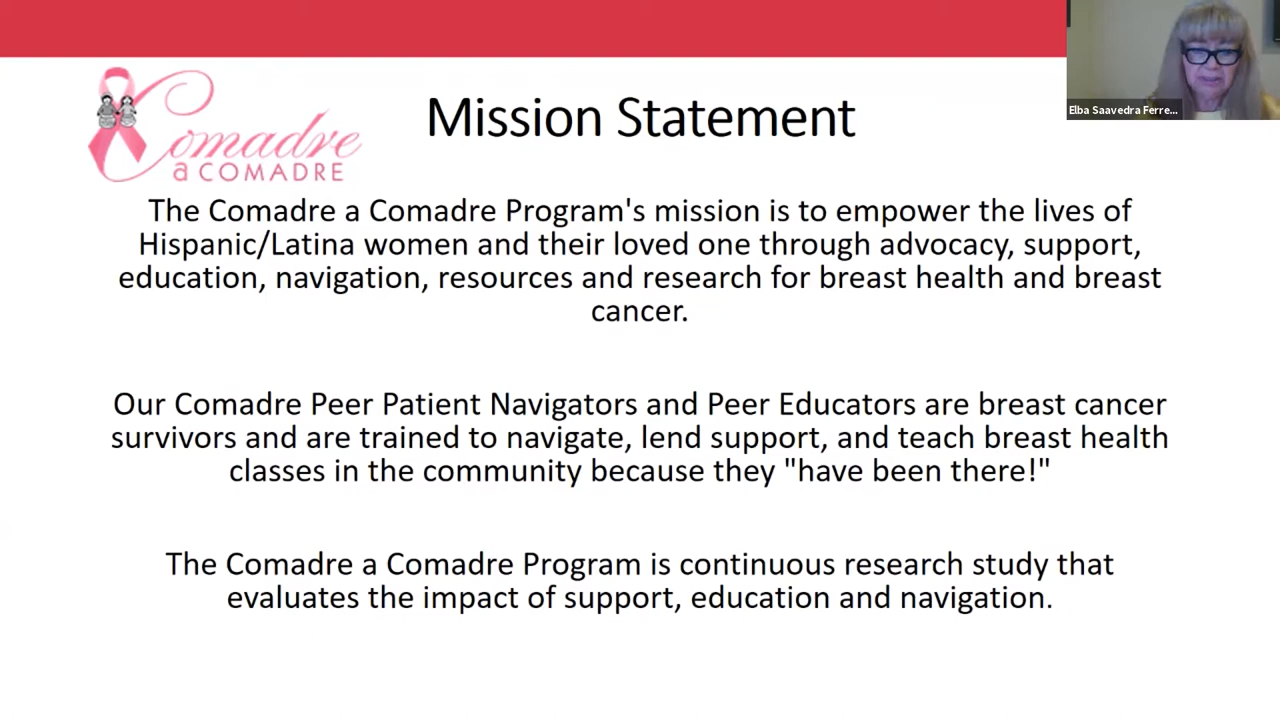 Comadre
a COMADRE
Mission Statement
Elba Saavedra Ferre...
The Comadre a Comadre Program's mission is to empower the lives of
Hispanic/Latina women and their loved one through advocacy, support,
education, navigation, resources and research for breast health and breast
cancer.
Our Comadre Peer Patient Navigators and Peer Educators are breast cancer
survivors and are trained to navigate, lend support, and teach breast health
classes in the community because they "have been there!"
The Comadre a Comadre Program is continuous research study that
evaluates the impact of support, education and navigation.